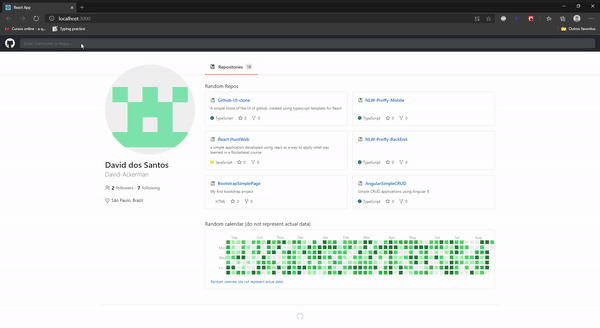 React App
localhost:3000
Cursos online - a q...
Typing practice
Outros favoritos
Enter Username or Repo...
Repositories 18
Random Repos
Github-UI-clone
A simple clone of the UI of github, created using typescript template for React
TypeScript 0 0
NLW-Proffy-Mobile
TypeScript 0 0
React-PontWeb
a simple application developed using react as a way to apply what was
learned in a Rocketseat course
JavaScript 0 0
NLW-Proffy-BackEnd
TypeScript 0 0
BootstrapSimplePage
My first bootstrap project
HTML 0 0
AngularSimpleCRUD
Simple CRUD applications using Angular 8
TypeScript 0 0
David dos Santos
David-Ackerman
2 followers · 7 following
São Paulo, Brazil
Random calendar (do not represent actual data)
Sep Oct Nov Dec Jan Feb Mar Apr May Jun Jul Aug
Mon
Wed
Fri
Random calendar (do not represent actual data)